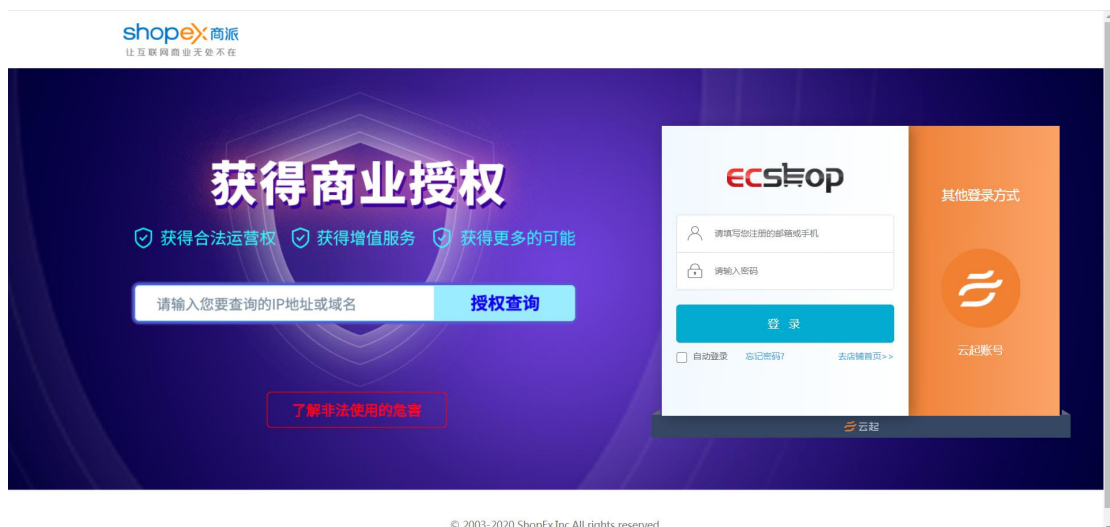 shopex 商派
让互联网商业无处不在
获得商业授权
获得合法运营权 获得增值服务 获得更多的可能
请输入您要查询的IP地址或域名 授权查询
了解非法使用的危害
ecshop
请填写您注册的邮箱或手机
请输入密码
登 录
自动登录 忘记密码? 去店铺首页>>
其他登录方式
云起账号
云起
© 2003-2020 ShopEx Inc.All rights reserved